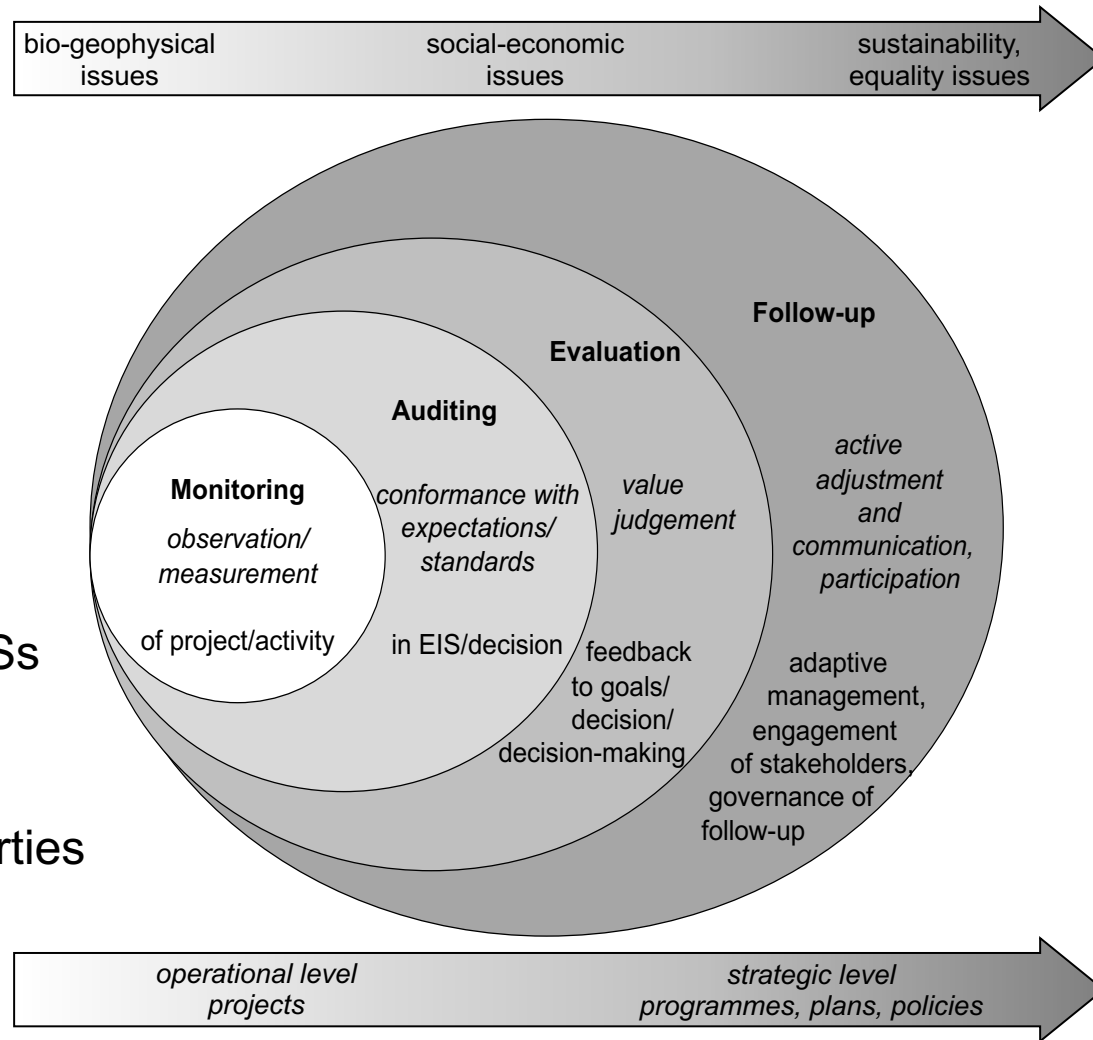 bio-geophysical
issues
social-economic
issues
sustainability,
equality issues
Follow-up
Evaluation
Auditing
Monitoring
observation/
measurement
of project/activity
conformance with
expectations/
standards
in EIS/decision
value
judgement
feedback
to goals/
decision/
decision-making
active
adjustment
and
communication,
participation
adaptive
management,
engagement
of stakeholders,
governance of
follow-up
Ss
rties
operational level
projects
strategic level
programmes, plans, policies